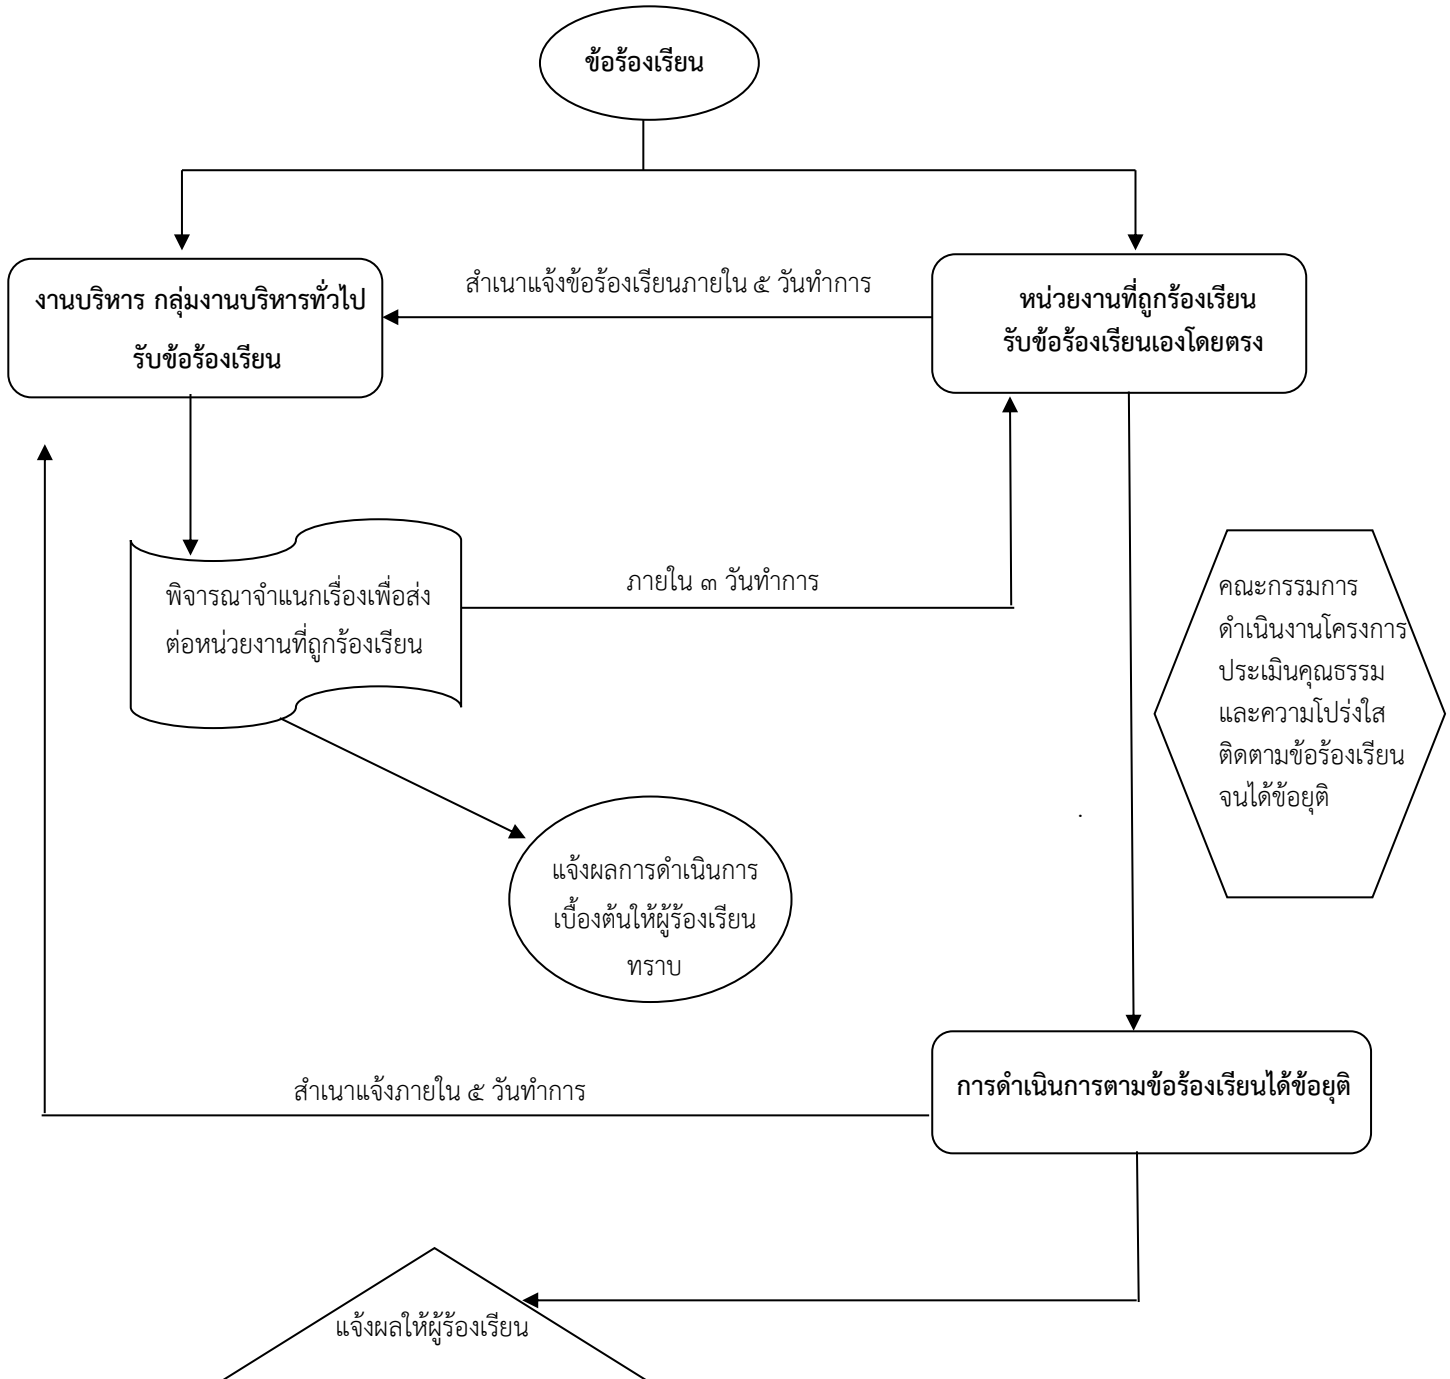 ข้อร้องเรียน
สำเนาแจ้งข้อร้องเรียนภายใน ๕ วันทำการ
งานบริหาร กลุ่มงานบริหารทั่วไป
รับข้อร้องเรียน
หน่วยงานที่ถูกร้องเรียน
รับข้อร้องเรียนเองโดยตรง
พิจารณาจำแนกเรื่องเพื่อส่ง
ต่อหน่วยงานที่ถูกร้องเรียน
ภายใน ๓ วันทำการ
คณะกรรมการ
ดำเนินงานโครงการ
ประเมินคุณธรรม
และความโปร่งใส
ติดตามข้อร้องเรียน
จนได้ข้อยุติ
.
แจ้งผลการดำเนินการ
เบื้องต้นให้ผู้ร้องเรียน
ทราบ
สำเนาแจ้งภายใน ๕ วันทำการ
การดำเนินการตามข้อร้องเรียนได้ข้อยุติ
แจ้งผลให้ผู้ร้องเรียน